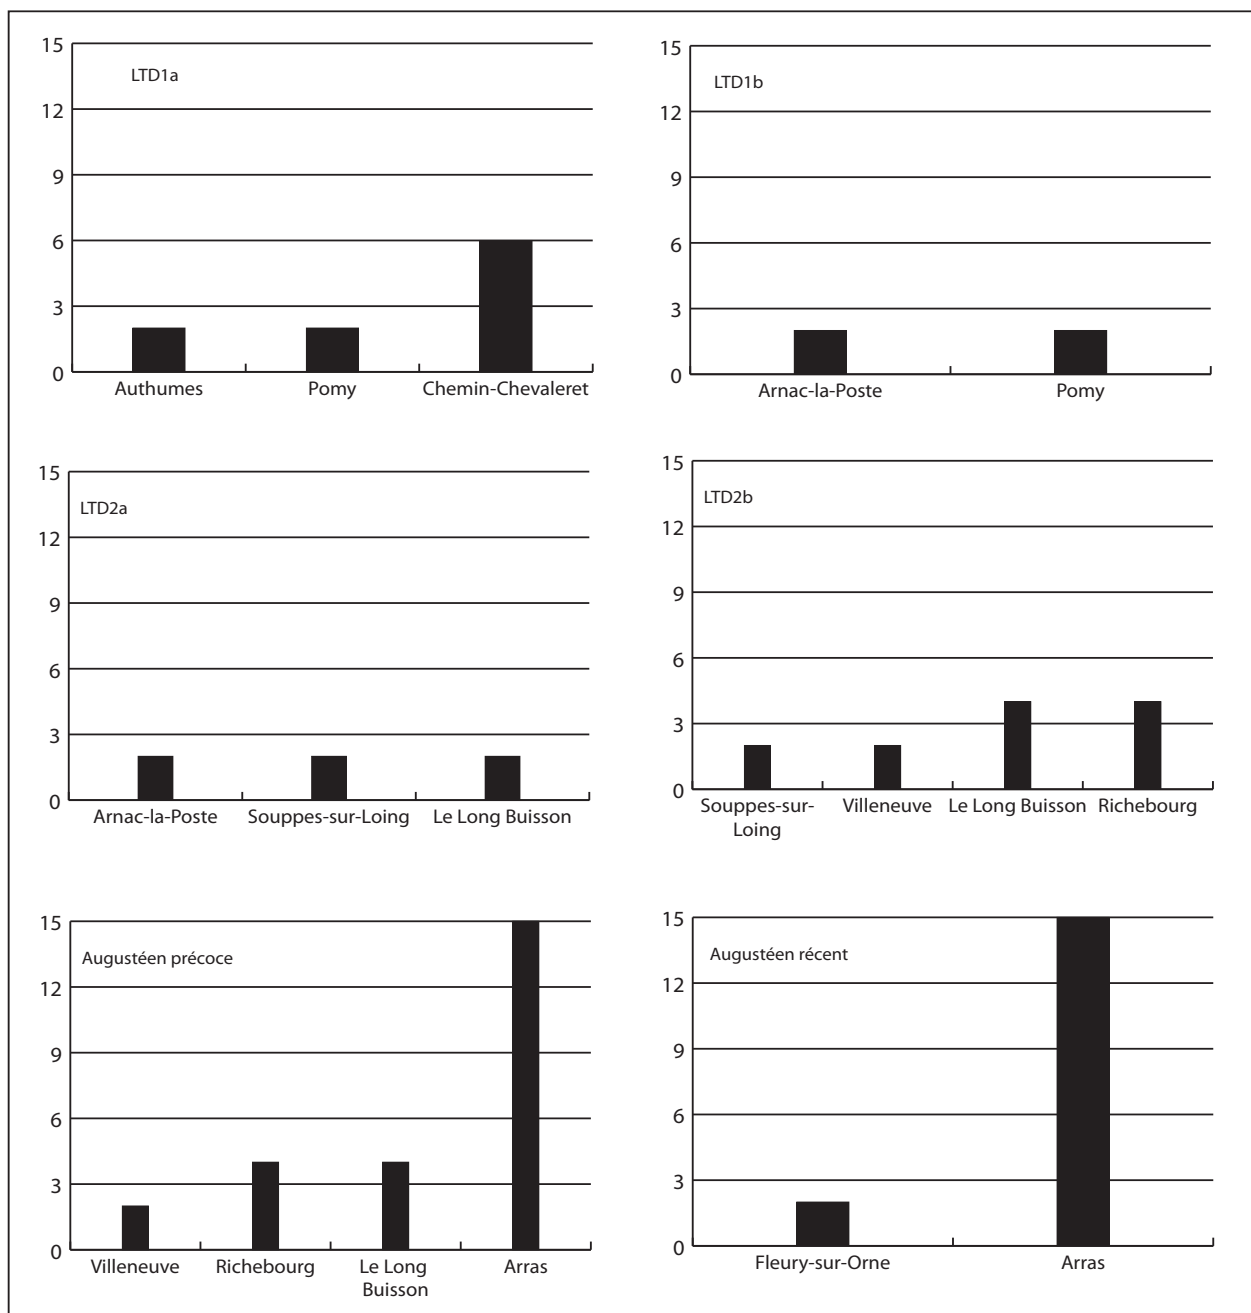 15
LTD1a
12
9
6
3
0
Authumes Pomy Chemin-Chevaleret
15
LTD1b
12
9
6
3
0
Arnac-la-Poste Pomy
15
LTD2a
12
9
6
3
0
Arnac-la-Poste Souppes-sur-Loing Le Long Buisson
15
LTD2b
12
9
6
3
0
Souppes-sur- Villeneuve Le Long Buisson Richebourg
Loing
15
Augustéen précoce
12
9
6
3
0
Villeneuve Richebourg Le Long Arras
Buisson
15
Augustéen récent
12
9
6
3
0
Fleury-sur-Orne Arras